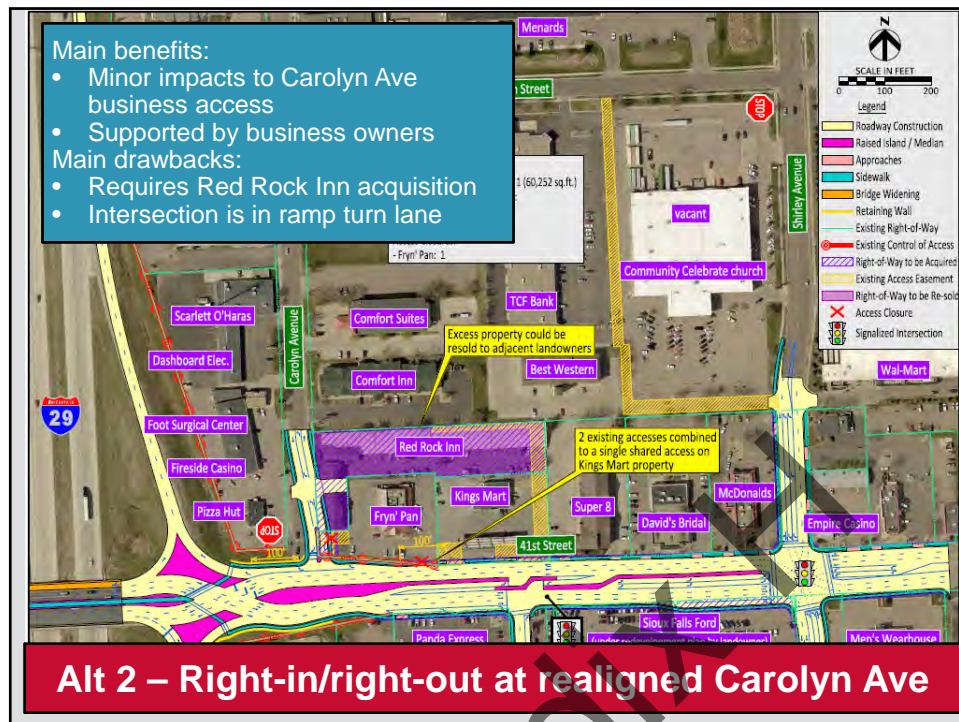 Main benefits:
• Minor impacts to Carolyn Ave
business access
• Supported by business owners
Main drawbacks:
• Requires Red Rock Inn acquisition
• Intersection is in ramp turn lane
Menards
Street
STOP
1 (60,252 sq.ft.)
- Fryn' Pan: 1
vacant
Shirley Avenue
Community Celebrate church
SCALE IN FEET
0 100 200
Legend
Roadway Construction
Raised Island / Median
Approaches
Sidewalk
Bridge Widening
Retaining Wall
Existing Right-of-Way
Existing Control of Access
Right-of-Way to be Acquired
Existing Access Easement
Right-of-Way to be Re-sold
Access Closure
Signalized Intersection
Scarlett O'Haras
Carolyn Avenue
Comfort Suites
TCF Bank
Excess property could be
resold to adjacent landowners
Dashboard Elec.
Comfort Inn
Best Western
Wal-Mart
29
Foot Surgical Center
Red Rock Inn
2 existing accesses combined
to a single shared access on
Kings Mart property
Fireside Casino
Pizza Hut
STOP
Fryn' Pan
Kings Mart
Super 8
David's Bridal
McDonalds
Empire Casino
100'
100'
41st Street
Panda Express
Sioux Falls Ford
Men's Wearhouse
Alt 2 – Right-in/right-out at realigned Carolyn Ave